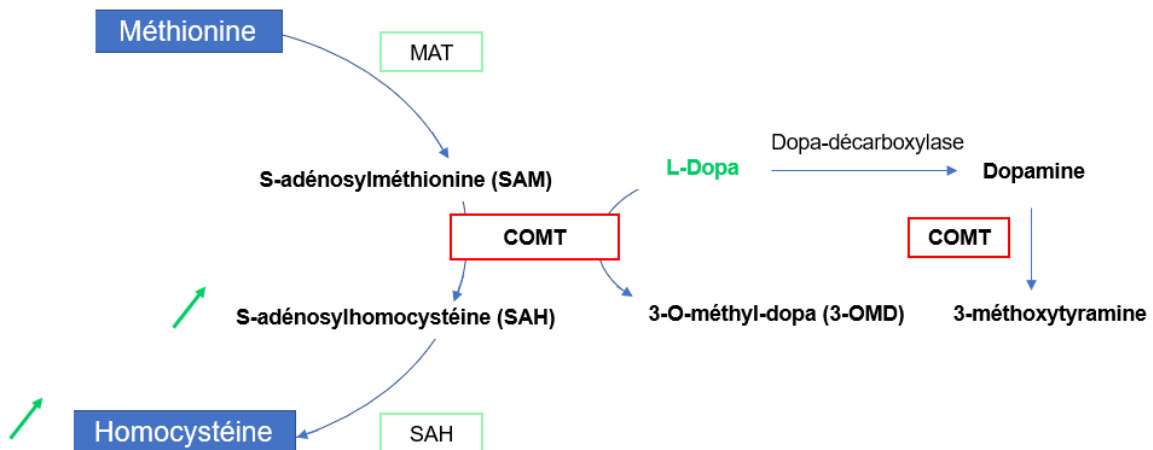 Méthionine
MAT
Dopa-décarboxylase
L-Dopa
Dopamine
S-adénosylméthionine (SAM)
COMT
COMT
S-adénosylhomocystéine (SAH)
3-O-méthyl-dopa (3-OMD)
3-méthoxytyramine
Homocystéine
SAH